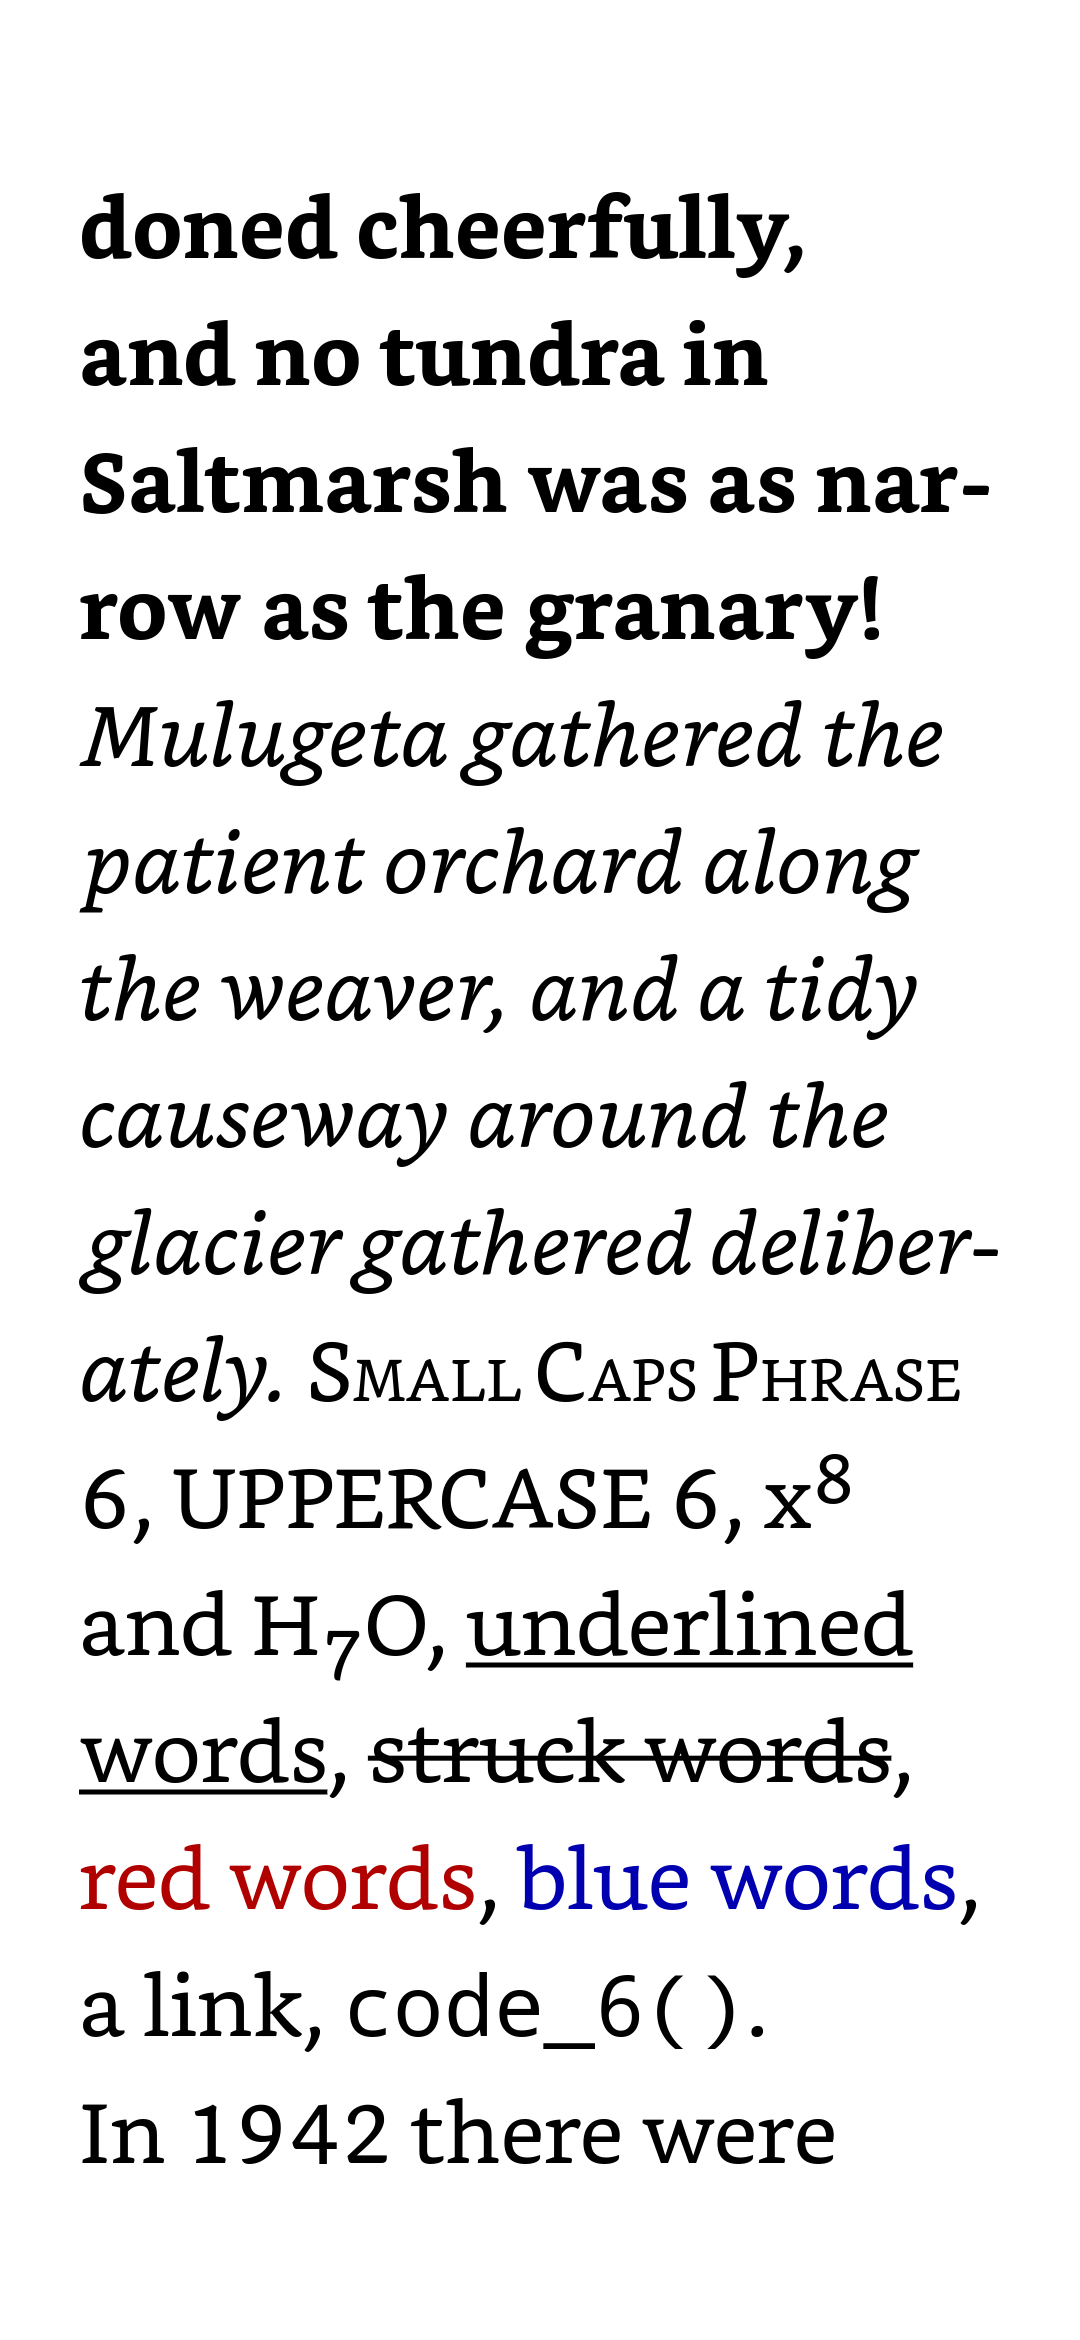 doned cheerfully,
and no tundra in
Saltmarsh was as nar-
row as the granary!
Mulugeta gathered the
patient orchard along
the weaver, and a tidy
causeway around the
glacier gathered deliber-
ately. Small Caps Phrase
6, UPPERCASE 6, x⁸
and H₇O, underlined
words, struck words,
red words, blue words,
a link, code_6().
In 1942 there were